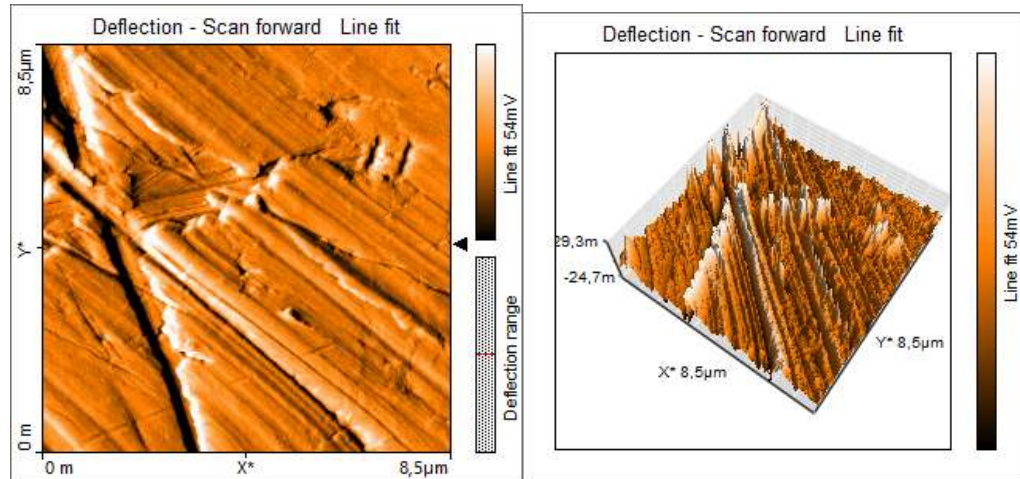 Deflection - Scan forward Line fit
8,5µm
Y*
0 m
0 m
X*
8,5µm
Line fit 54mV
Deflection range
Deflection - Scan forward Line fit
29,3m
-24,7m
X* 8,5µm
Y* 8,5µm
Line fit 54mV